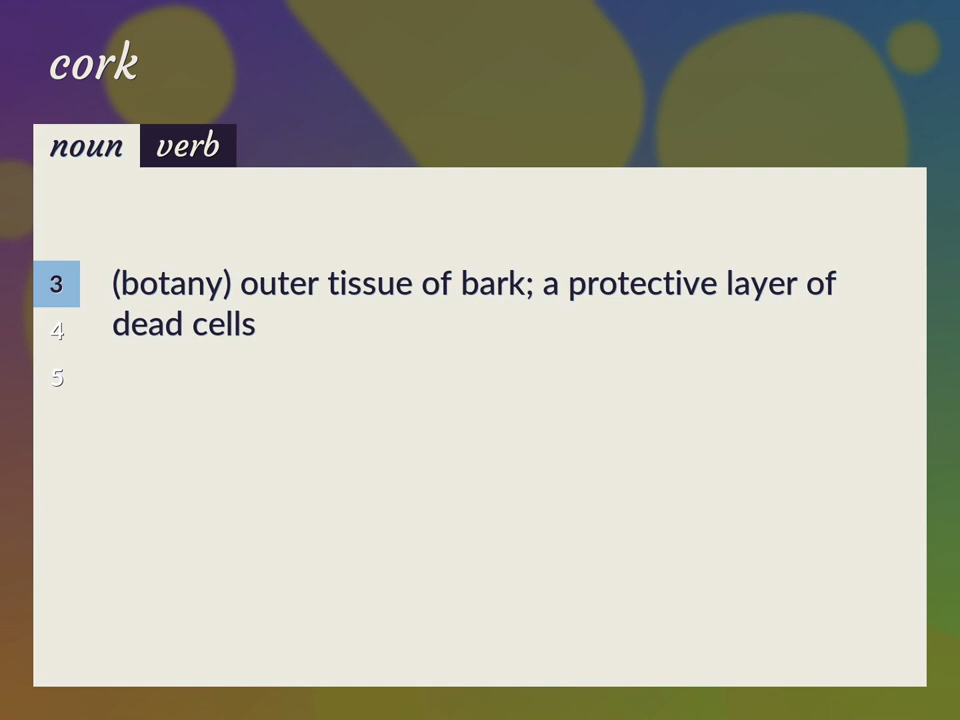 cork
noun verb
3 (botany) outer tissue of bark; a protective layer of
dead cells
4
5